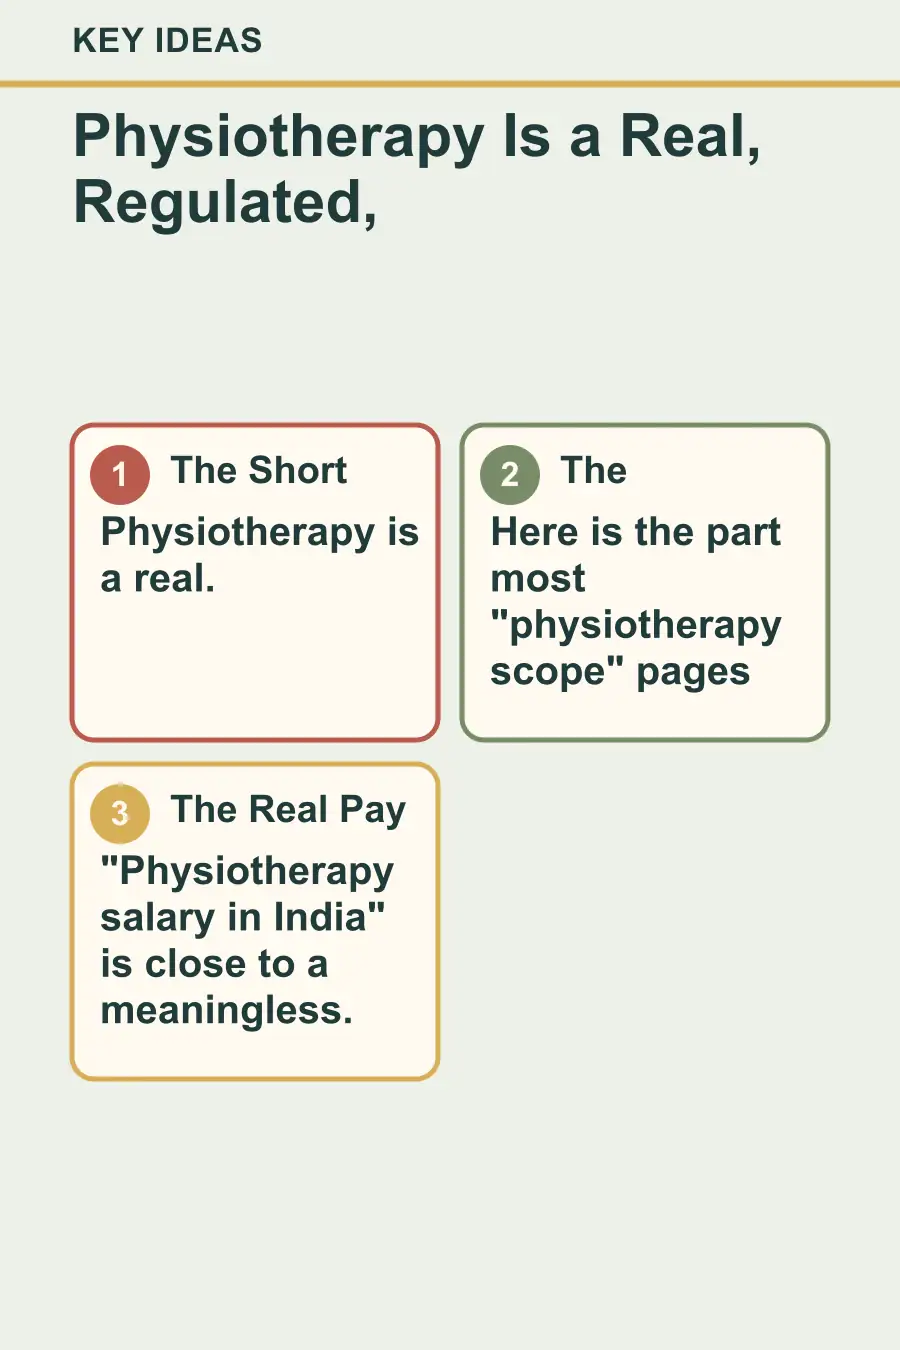 KEY IDEAS
Physiotherapy Is a Real,
Regulated,
1 The Short
Physiotherapy is
a real.
2 The
Here is the part
most
"physiotherapy
scope" pages
3 The Real Pay
"Physiotherapy
salary in India"
is close to a
meaningless.